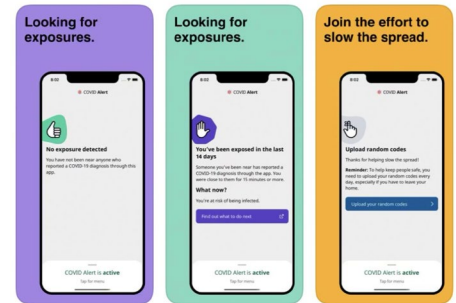 Looking for
exposures.
8:00
COVID Alert
No exposure detected
You have not been near anyone who
reported a COVID-19 diagnosis through this
app.
COVID Alert is active
Tap for menu
Looking for
exposures.
8:02
COVID Alert
You've been exposed in the last
14 days
Someone you've been near has reported a
COVID-19 diagnosis through the app. You
were close to them for 15 minutes or more.
What now?
You're at risk of being infected.
Find out what to do next
COVID Alert is active
Tap for menu
Join the effort to
slow the spread.
8:02
COVID Alert
Upload random codes
Thanks for helping slow the spread!
Reminder: To help keep people safe, you
need to upload your random codes every
day, especially if you have to leave your
home.
Upload your random codes
COVID Alert is active
Tap for menu